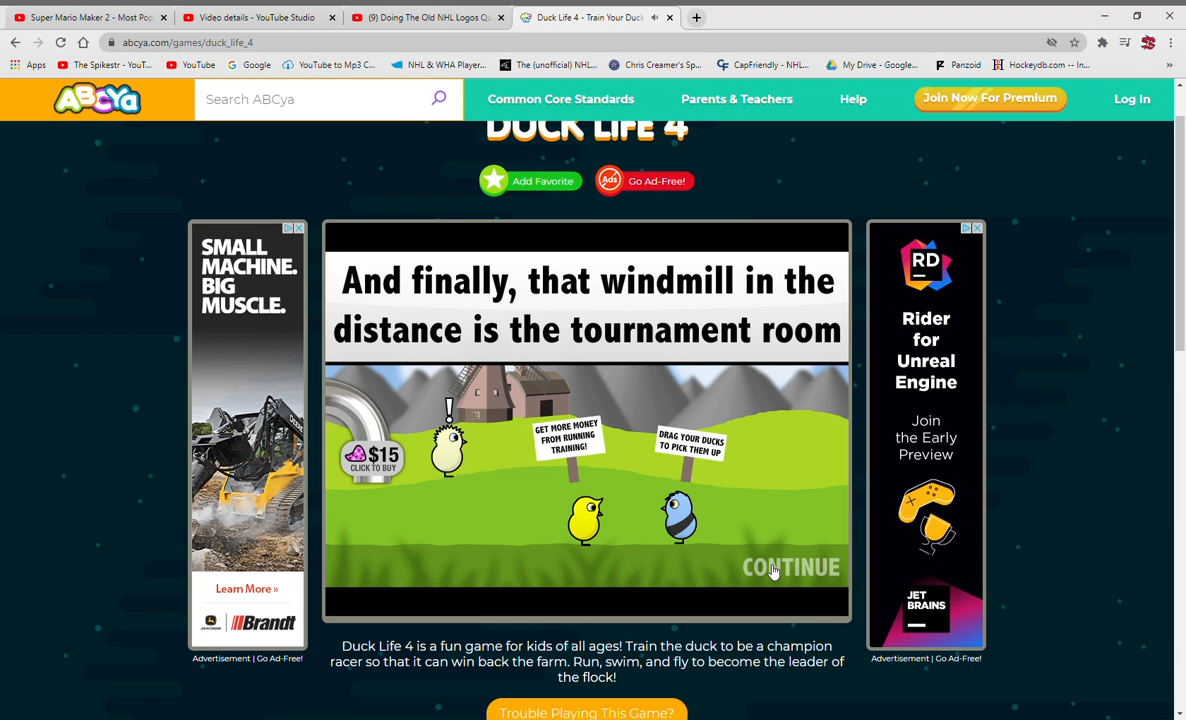 Super Mario Maker 2 - Most Pop
Video details - YouTube Studio
(9) Doing The Old NHL Logos Qu
Duck Life 4 - Train Your Duck
abcya.com/games/duck_life_4
Apps
The Spikestr - YouT...
YouTube
Google
YouTube to Mp3 C...
NHL & WHA Player...
The (unofficial) NHL...
Chris Creamer's Sp...
CapFriendly - NHL...
My Drive - Google...
Panzoid
Hockeydb.com -- In...
»
ABCYa
Search ABCya
Common Core Standards
Parents & Teachers
Help
Join Now For Premium
Log In
DUCK LIFE 4
Add Favorite
Ads
Go Ad-Free!
SMALL
MACHINE.
BIG
MUSCLE.
Learn More »
JOHN DEERE
Brandt
Advertisement | Go Ad-Free!
And finally, that windmill in the
distance is the tournament room
!
$15
CLICK TO BUY
GET MORE MONEY
FROM RUNNING
TRAINING!
DRAG YOUR DUCKS
TO PICK THEM UP
CONTINUE
RD
Rider
for
Unreal
Engine
Join
the Early
Preview
JET
BRAINS
Advertisement | Go Ad-Free!
Duck Life 4 is a fun game for kids of all ages! Train the duck to be a champion
racer so that it can win back the farm. Run, swim, and fly to become the leader of
the flock!
Trouble Playing This Game?